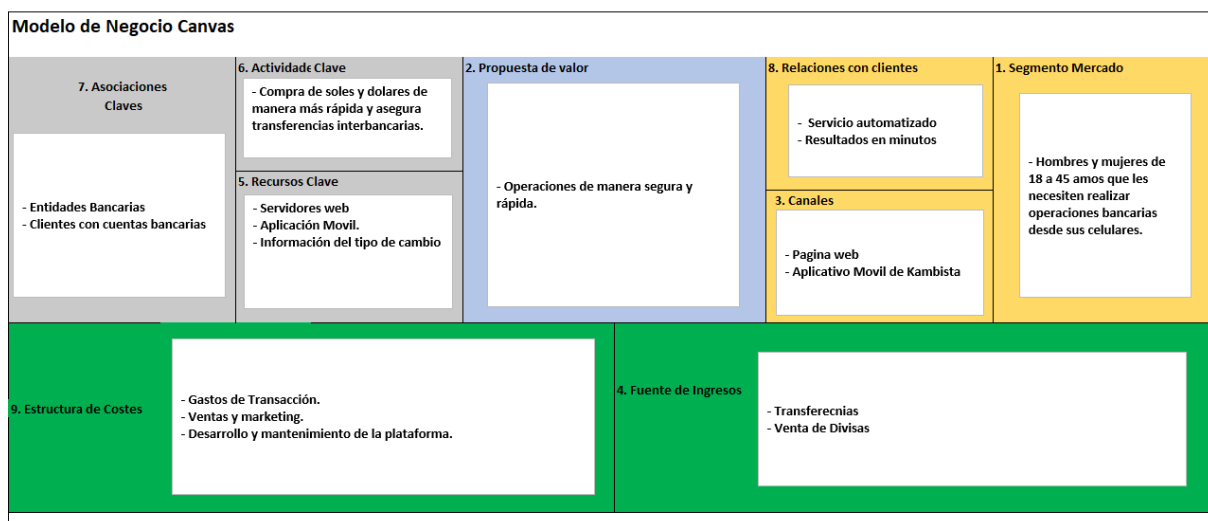 Modelo de Negocio Canvas
7. Asociaciones
Claves
- Entidades Bancarias
- Clientes con cuentas bancarias
6. Actividade Clave
- Compra de soles y dolares de
manera más rápida y asegura
transferencias interbancarias.
5. Recursos Clave
- Servidores web
- Aplicación Movil.
- Información del tipo de cambio
2. Propuesta de valor
- Operaciones de manera segura y
rápida.
8. Relaciones con clientes
- Servicio automatizado
- Resultados en minutos
3. Canales
- Pagina web
- Aplicativo Movil de Kambista
1. Segmento Mercado
- Hombres y mujeres de
18 a 45 amos que les
necesiten realizar
operaciones bancarias
desde sus celulares.
9. Estructura de Costes
- Gastos de Transacción.
- Ventas y marketing.
- Desarrollo y mantenimiento de la plataforma.
4. Fuente de Ingresos
- Transferecnias
- Venta de Divisas